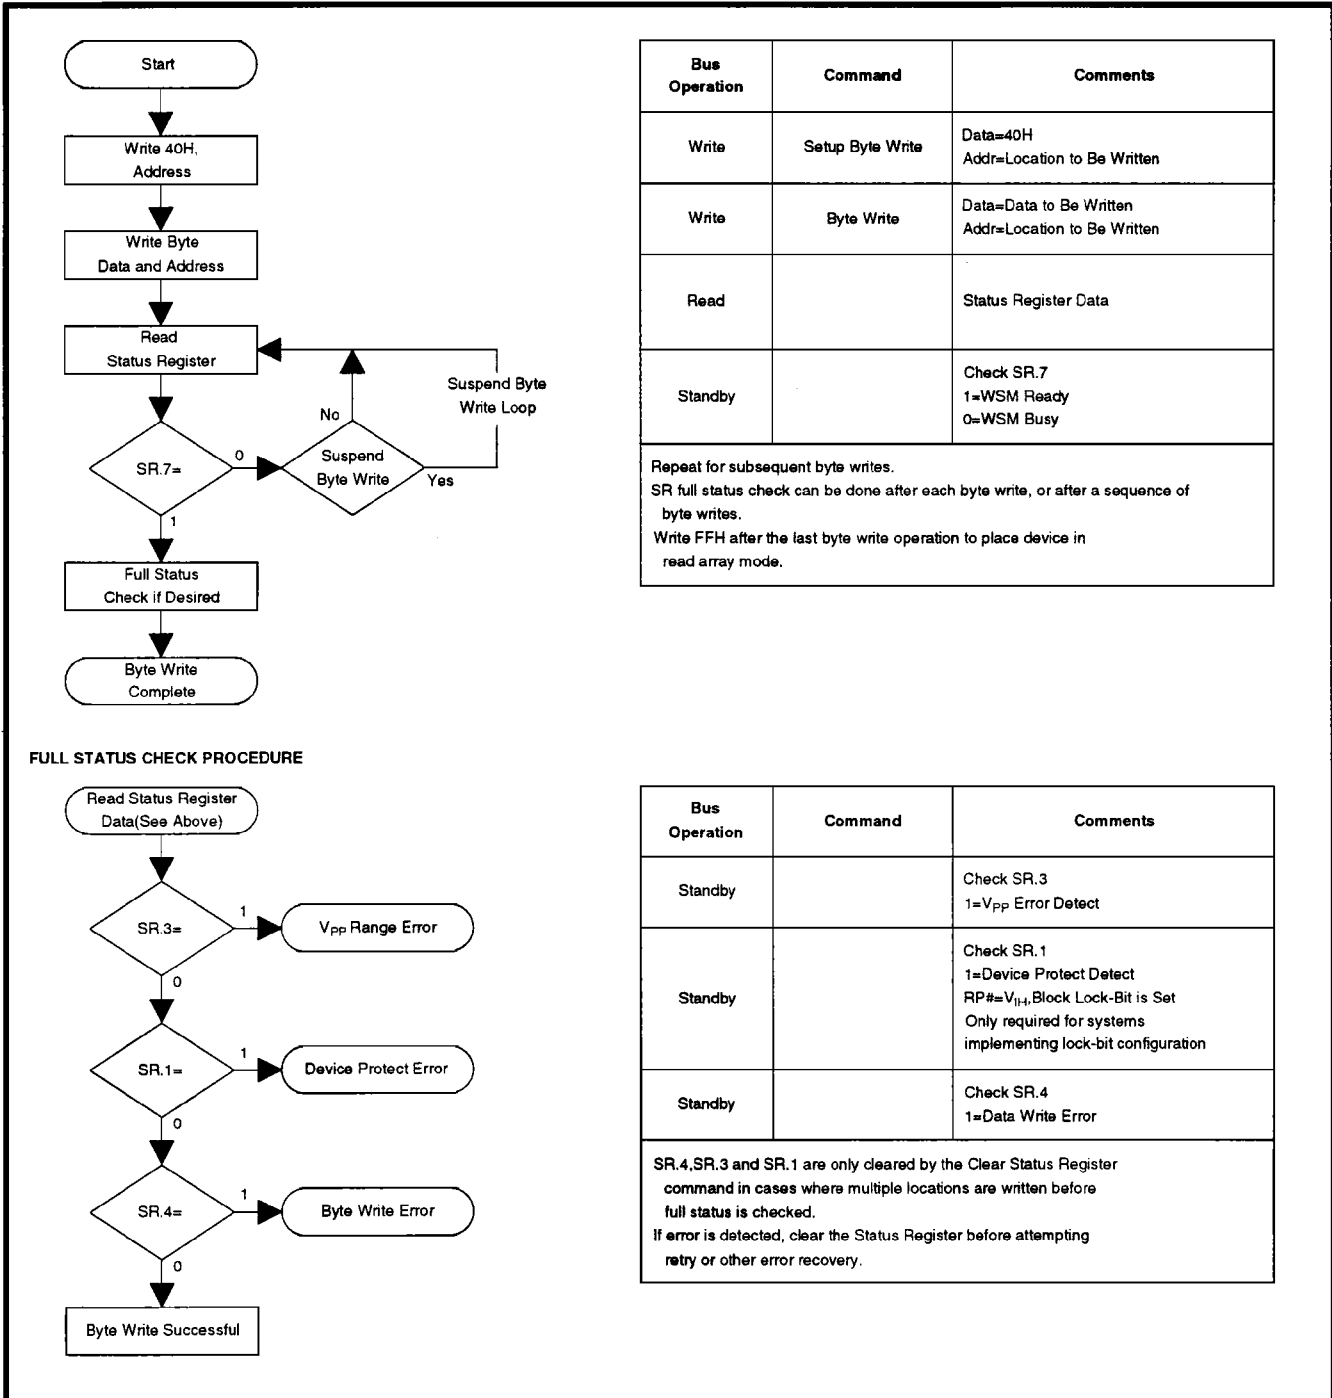 Start
Write 40H,
Address
Write Byte
Data and Address
Read
Status Register
Suspend Byte
Write Loop
No
SR.7=
0
Suspend
Byte Write
Yes
1
Full Status
Check if Desired
Byte Write
Complete
Bus
Operation
Command
Comments
Write
Setup Byte Write
Data=40H
Addr=Location to Be Written
Write
Byte Write
Data=Data to Be Written
Addr=Location to Be Written
Read
Status Register Data
Standby
Check SR.7
1=WSM Ready
0=WSM Busy
Repeat for subsequent byte writes.
SR full status check can be done after each byte write, or after a sequence of
byte writes.
Write FFH after the last byte write operation to place device in
read array mode.
FULL STATUS CHECK PROCEDURE
Read Status Register
Data(See Above)
SR.3=
1
VPP Range Error
0
SR.1=
1
Device Protect Error
0
SR.4=
1
Byte Write Error
0
Byte Write Successful
Bus
Operation
Command
Comments
Standby
Check SR.3
1=VPP Error Detect
Standby
Check SR.1
1=Device Protect Detect
RP#=VIH,Block Lock-Bit is Set
Only required for systems
implementing lock-bit configuration
Standby
Check SR.4
1=Data Write Error
SR.4,SR.3 and SR.1 are only cleared by the Clear Status Register
command in cases where multiple locations are written before
full status is checked.
If error is detected, clear the Status Register before attempting
retry or other error recovery.